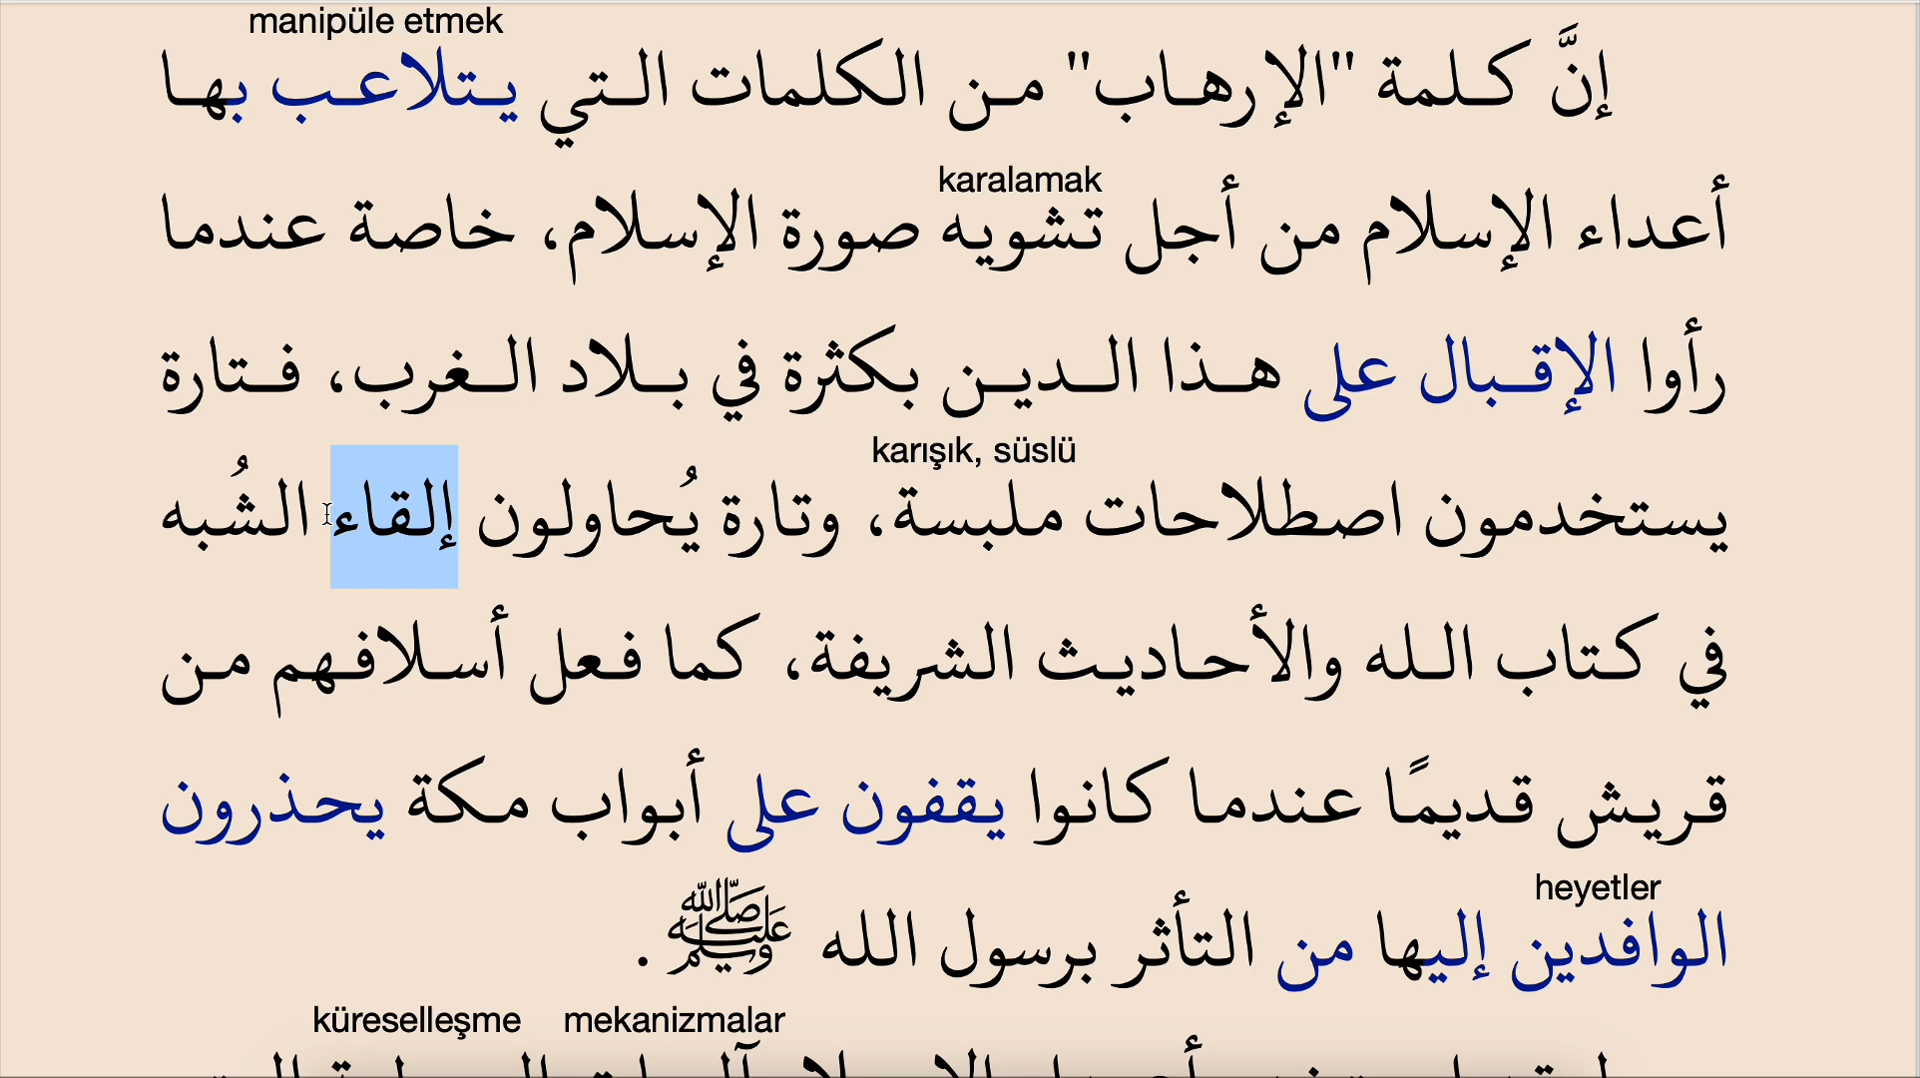 manipüle etmek
إنَّ كلمة "الإرهاب" من الكلمات التي يتلاعب بها
karalamak
أعداء الإسلام من أجل تشويه صورة الإسلام، خاصة عندما
رأوا الإقبال على هذا الدين بكثرة في بلاد الغرب، فتارة
karışık, süslü
يستخدمون اصطلاحات ملبسة، وتارة يُحاولون إلقاء الشُبه
في كتاب الله والأحاديث الشريفة، كما فعل أسلافهم من
قريش قديمًا عندما كانوا يقفون على أبواب مكة يحذرون
heyetler
الوافدين إليها من التأثر برسول الله ﷺ .
küreselleşme mekanizmalar